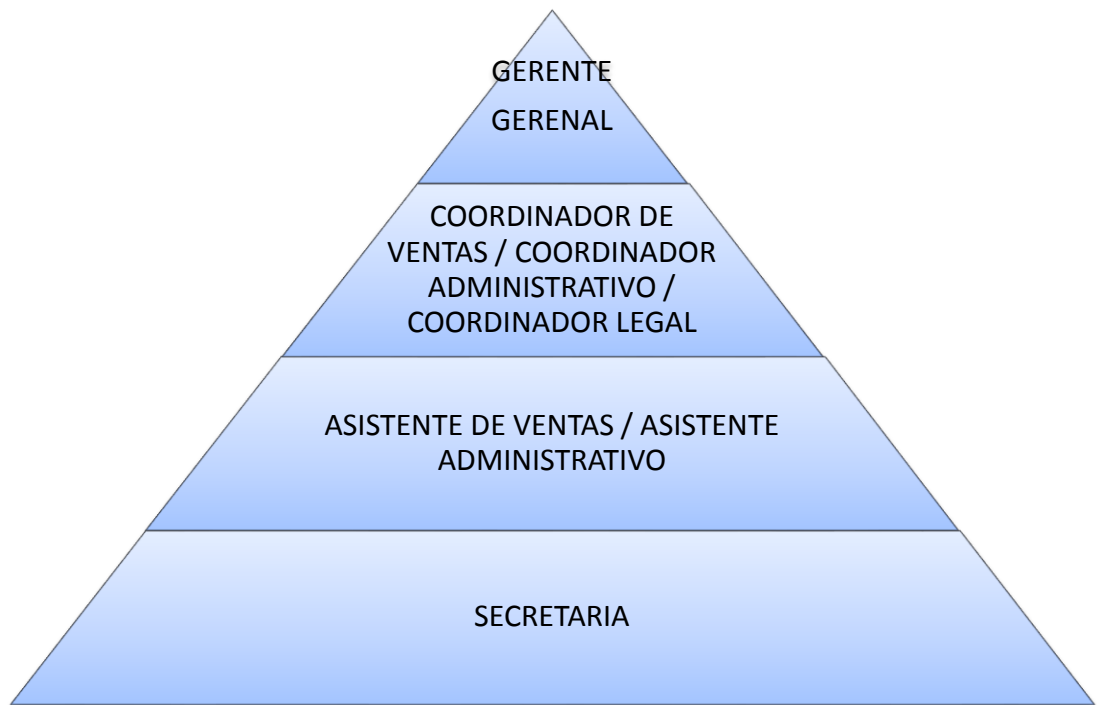 GERENTE
GERENAL
COORDINADOR DE
VENTAS / COORDINADOR
ADMINISTRATIVO /
COORDINADOR LEGAL
ASISTENTE DE VENTAS / ASISTENTE
ADMINISTRATIVO
SECRETARIA